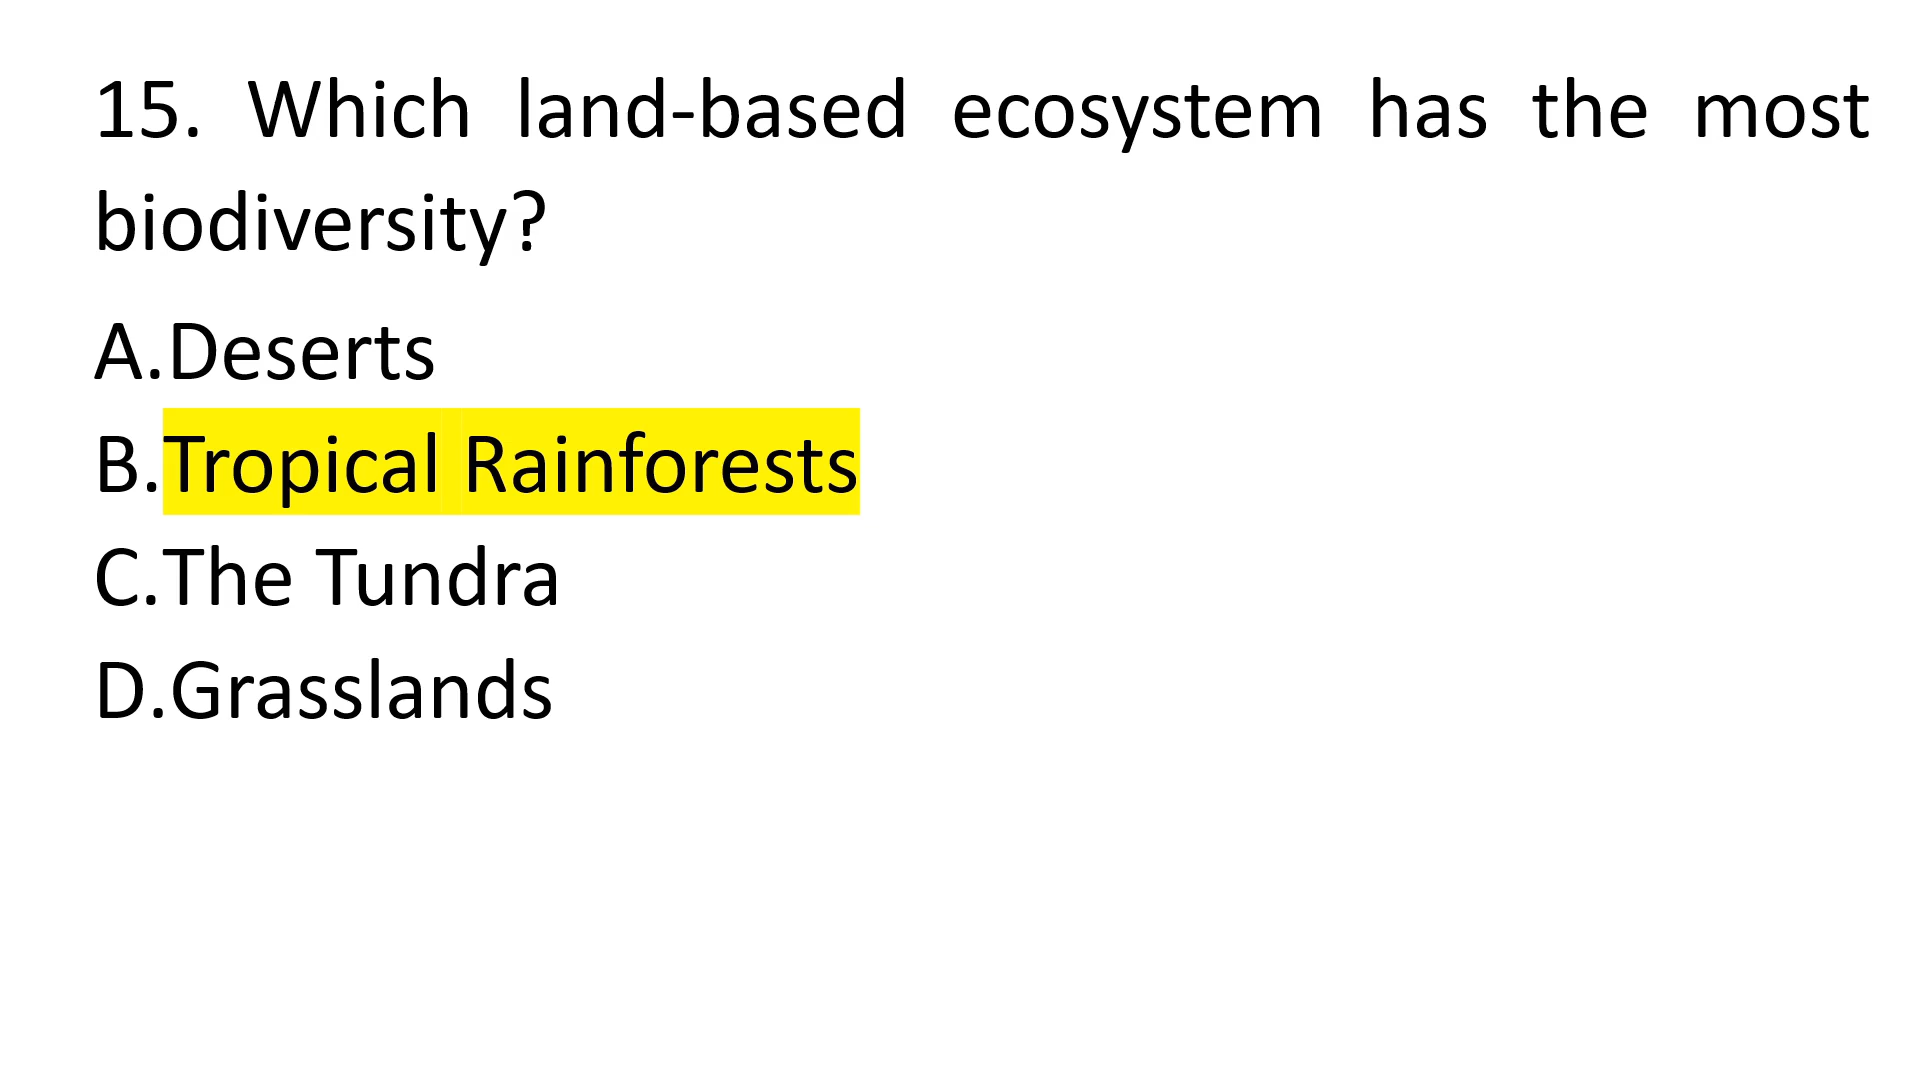 15. Which land-based ecosystem has the most
biodiversity?
A.Deserts
B.Tropical Rainforests
C.The Tundra
D.Grasslands